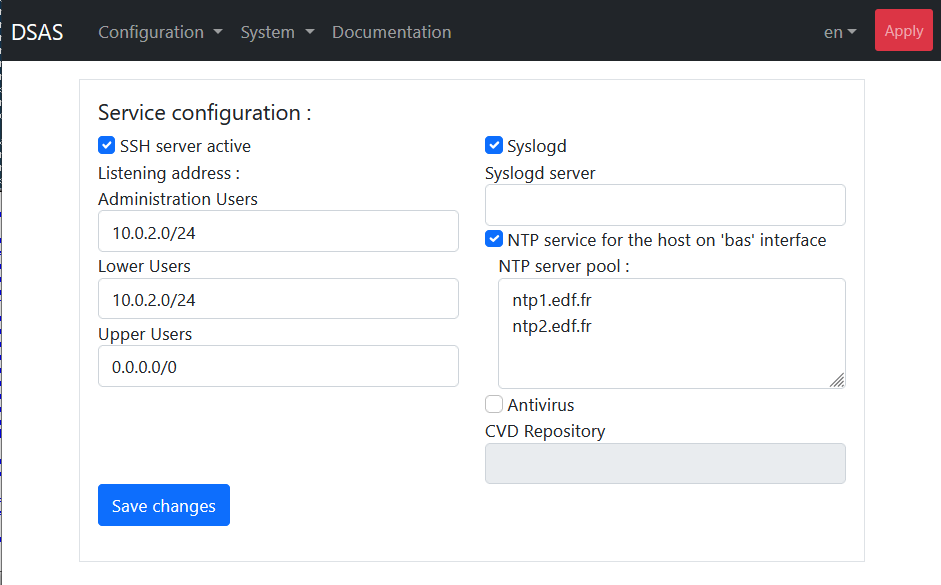 DSAS Configuration System Documentation en Apply
Service configuration :
SSH server active
Listening address :
Administration Users
10.0.2.0/24
Lower Users
10.0.2.0/24
Upper Users
0.0.0.0/0
Syslogd
Syslogd server
NTP service for the host on 'bas' interface
NTP server pool :
ntp1.edf.fr
ntp2.edf.fr
Antivirus
CVD Repository
Save changes